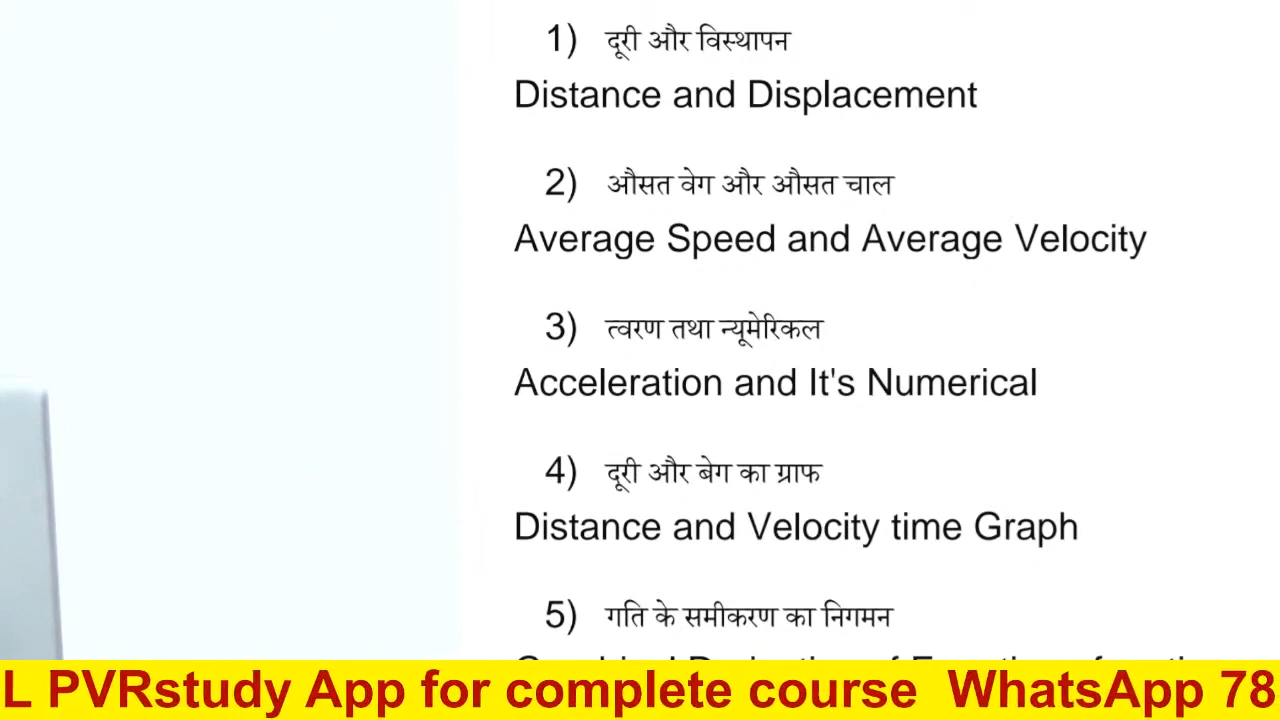 1) दूरी और विस्थापन
Distance and Displacement
2) औसत वेग और औसत चाल
Average Speed and Average Velocity
3) त्वरण तथा न्यूमेरिकल
Acceleration and It's Numerical
4) दूरी और बेग का ग्राफ
Distance and Velocity time Graph
5) गति के समीकरण का निगमन
L PVRstudy App for complete course WhatsApp 78